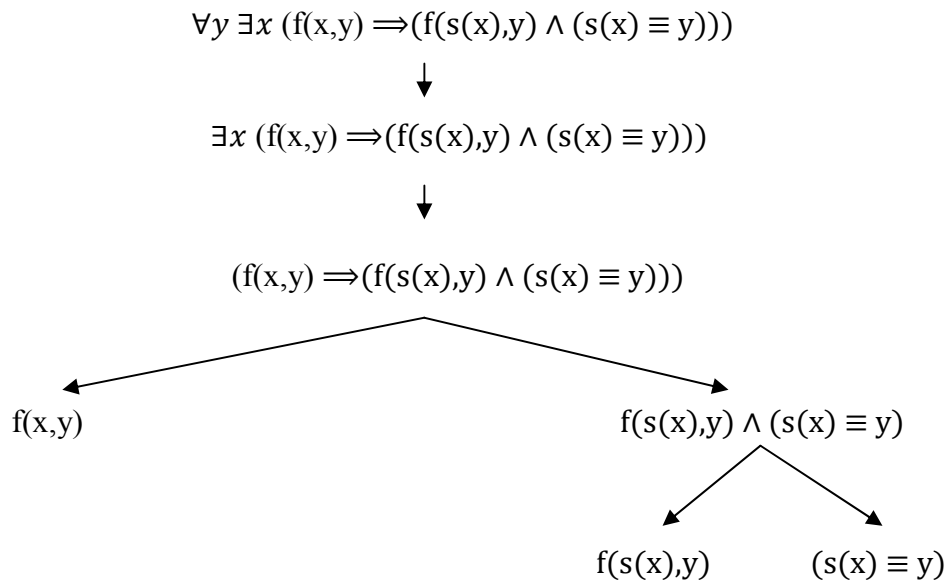 ∀𝑦 ∃𝑥 (f(x,y) ⟹(f(s(x),y) ∧ (s(x) ≡ y)))
∃𝑥 (f(x,y) ⟹(f(s(x),y) ∧ (s(x) ≡ y)))
(f(x,y) ⟹(f(s(x),y) ∧ (s(x) ≡ y)))
f(x,y) f(s(x),y) ∧ (s(x) ≡ y)
f(s(x),y) (s(x) ≡ y)